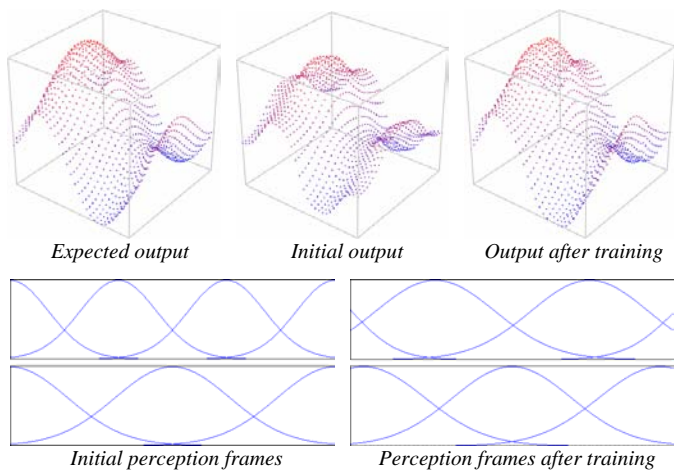 Expected output
Initial output
Output after training
Initial perception frames
Perception frames after training